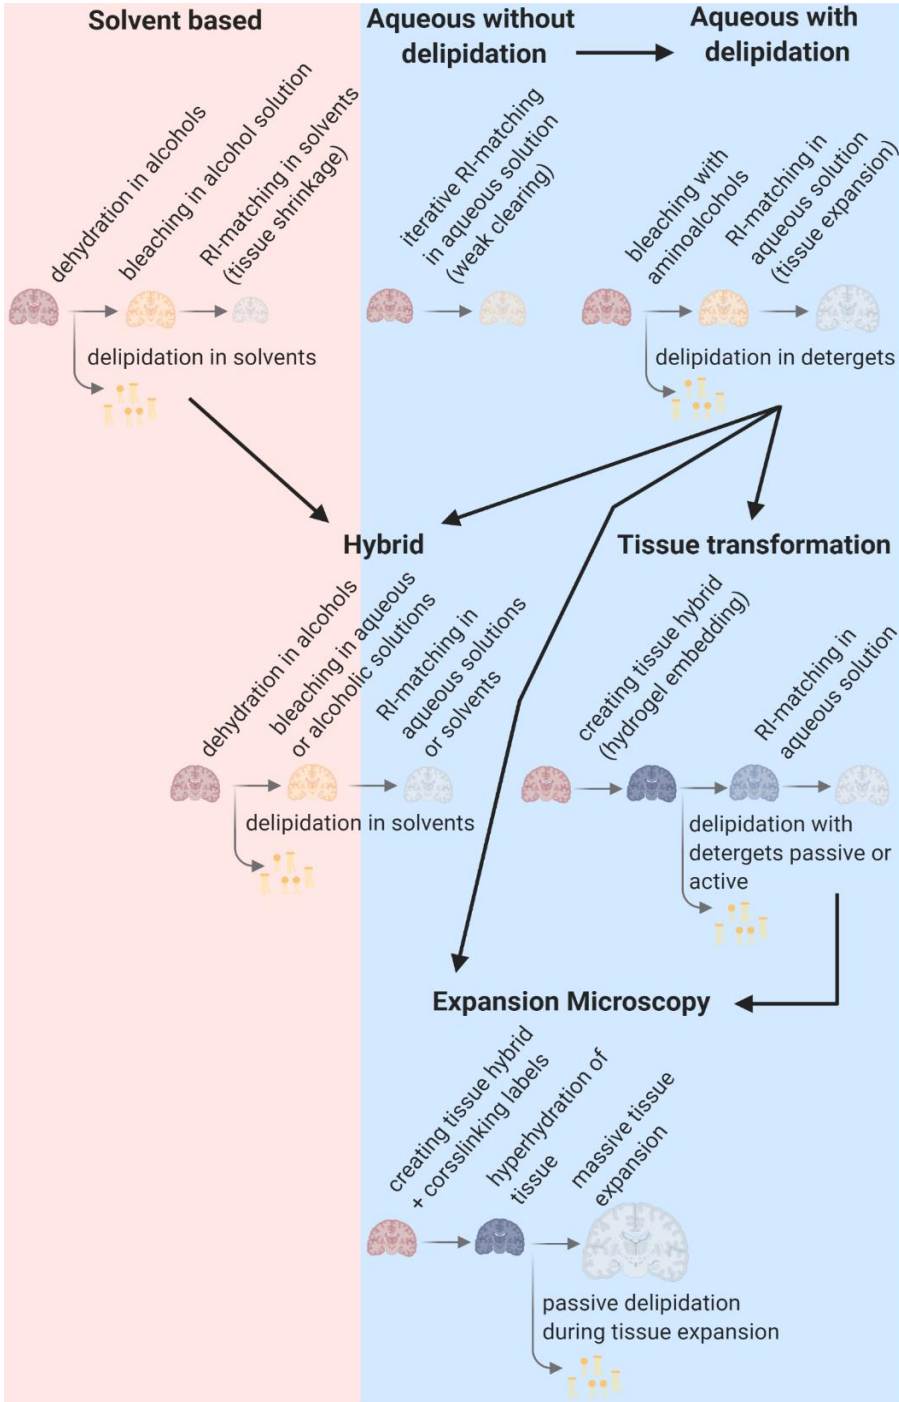 Solvent based
dehydration in alcohols
bleaching in alcohol solution
RI-matching in solvents
(tissue shrinkage)
delipidation in solvents
Aqueous without
delipidation
iterative RI-matching
in aqueous solution
(weak clearing)
Aqueous with
delipidation
bleaching with
aminoalcohols
RI-matching in
aqueous solution
(tissue expansion)
delipidation in detergets
Hybrid
dehydration in alcohols
bleaching in aqueous
or alcoholic solutions
RI-matching in
aqueous solutions
or solvents
delipidation in solvents
Tissue transformation
creating tissue hybrid
(hydrogel embedding)
RI-matching in
aqueous solution
delipidation with
detergets passive or
active
Expansion Microscopy
creating tissue hybrid
+ corsslinking labels
hyperhydration of
tissue
massive tissue
expansion
passive delipidation
during tissue expansion